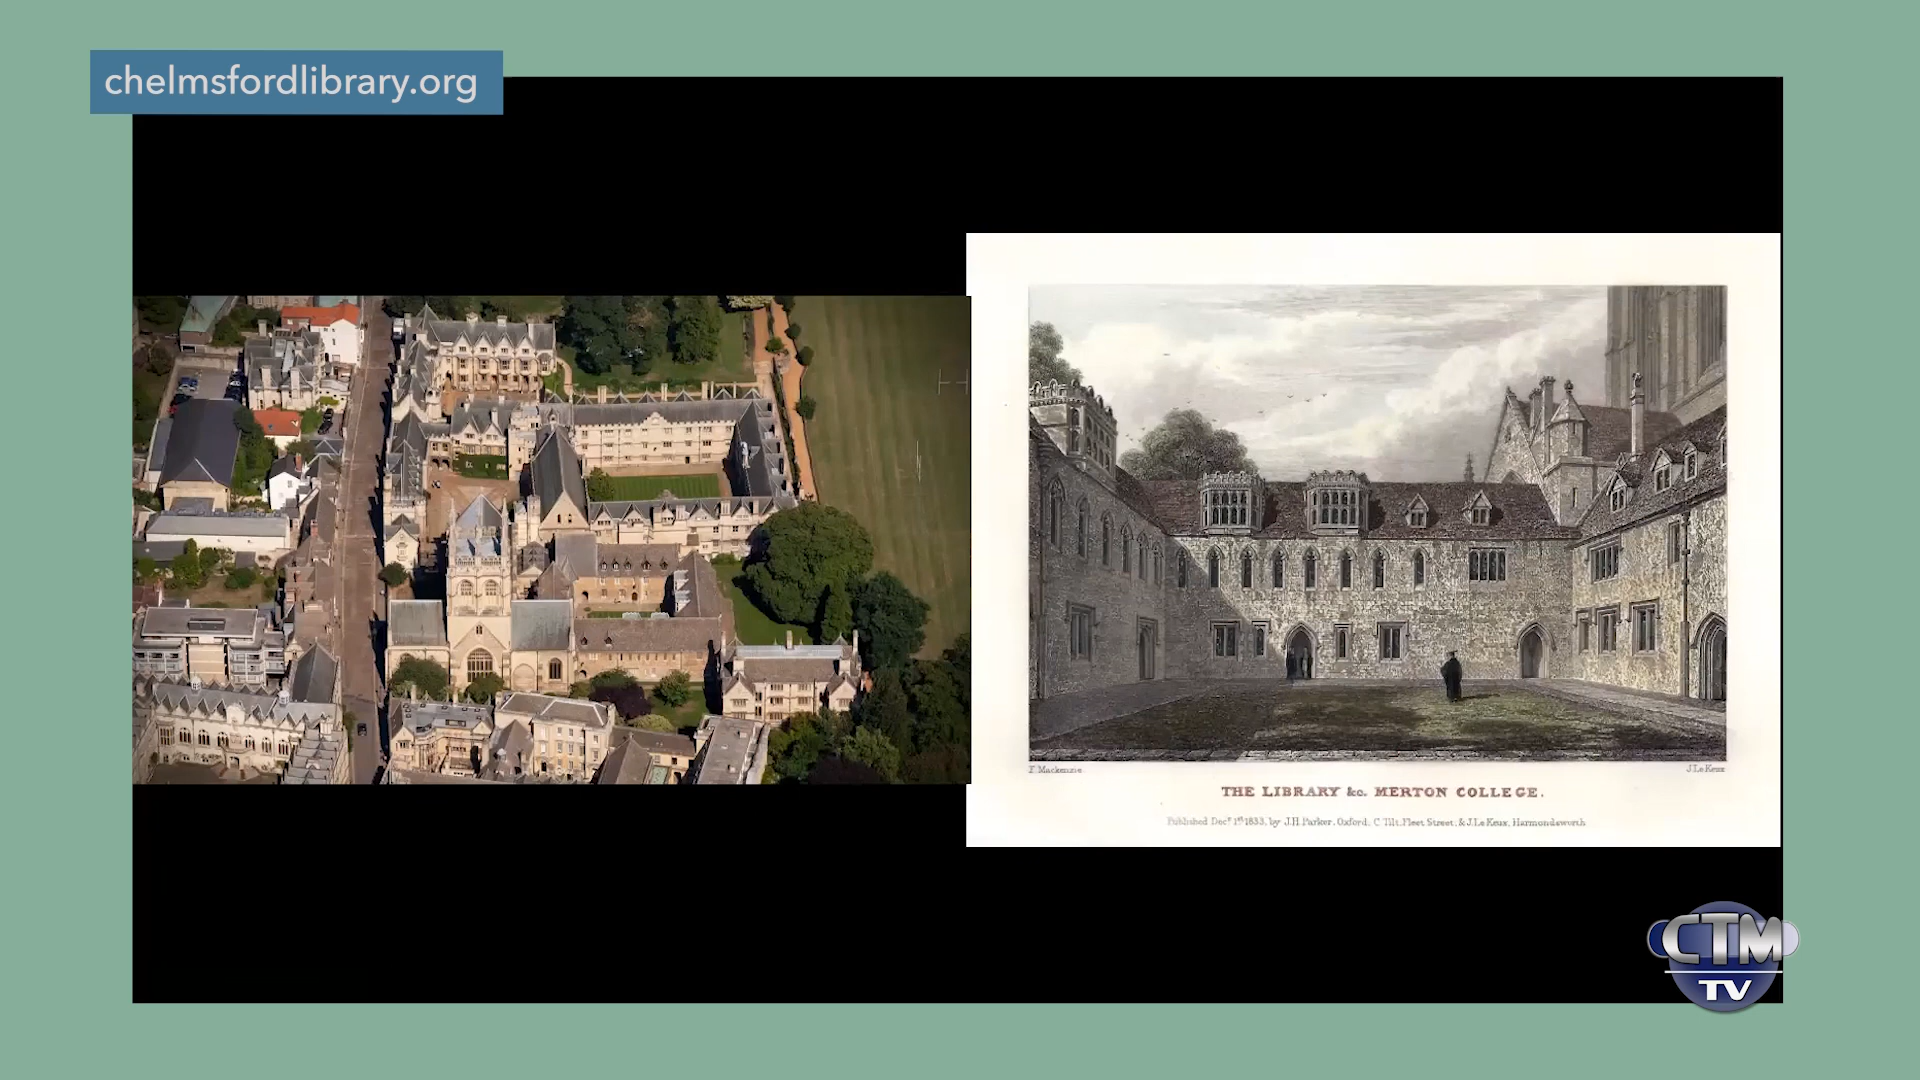 chelmsfordlibrary.org
J. Le Keux
THE LIBRARY &c. MERTON COLLEGE.
Published Decr 1st 1833, by J.H. Parker, Oxford; C. Tilt, Fleet Street; & J. Le Keux, Harmondsworth
CTM
TV